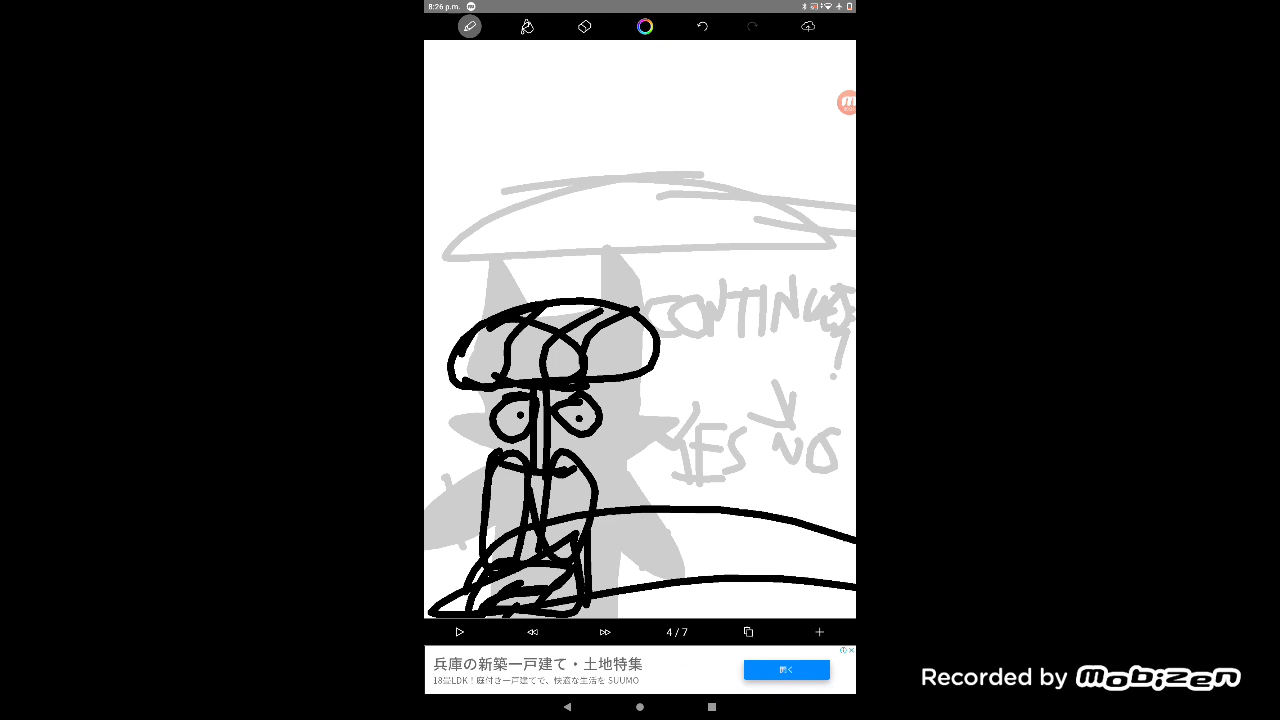 8:26 p.m.
CONTINUE?
YES NO
4 / 7
兵庫の新築一戸建て・土地特集
18畳LDK！庭付き一戸建てで、快適な生活を SUUMO
開く
Recorded by mobizen